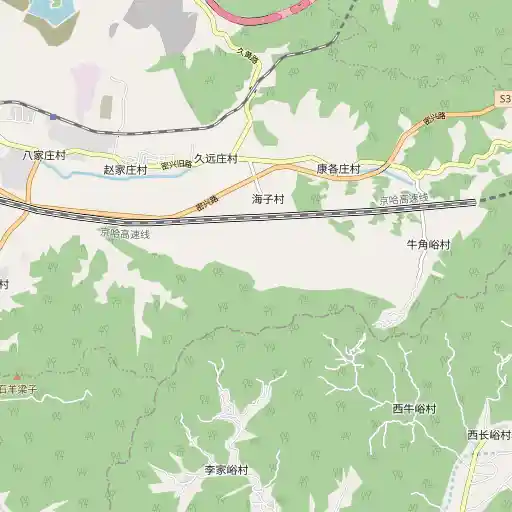 久黄路
S3
密兴路
八家庄村
赵家庄村
密兴旧路
久远庄村
康各庄村
密兴路
海子村
京哈高速线
京哈高速线
牛角峪村
村
石羊梁子
西牛峪村
西长峪村
李家峪村